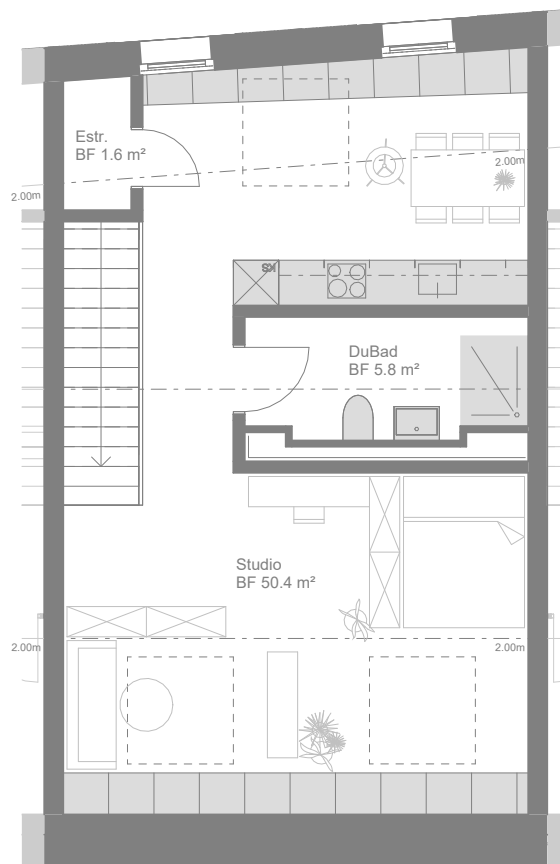 Estr.
BF 1.6 m²
2.00m
2.00m
KS
DuBad
BF 5.8 m²
Studio
BF 50.4 m²
2.00m
2.00m